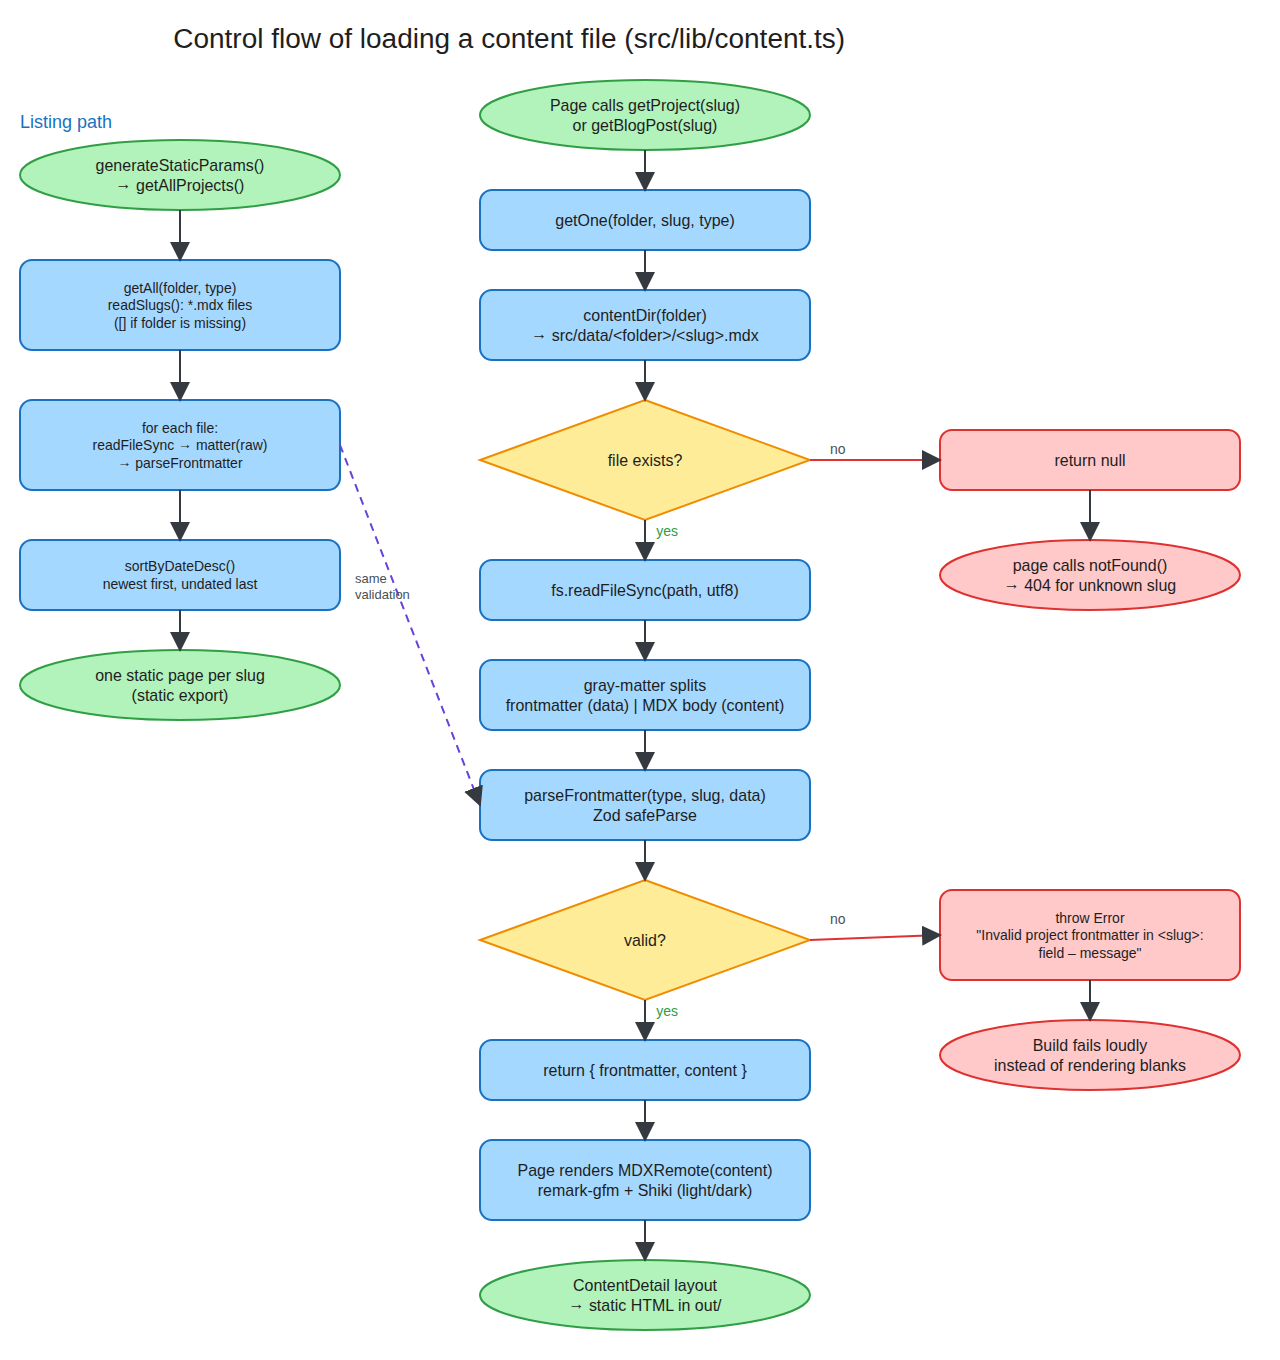 Control flow of loading a content file (src/lib/content.ts)
Listing path
generateStaticParams()
→ getAllProjects()
getAll(folder, type)
readSlugs(): *.mdx files
([] if folder is missing)
for each file:
readFileSync → matter(raw)
→ parseFrontmatter
sortByDateDesc()
newest first, undated last
one static page per slug
(static export)
same
validation
Page calls getProject(slug)
or getBlogPost(slug)
getOne(folder, slug, type)
contentDir(folder)
→ src/data/<folder>/<slug>.mdx
file exists?
no
return null
page calls notFound()
→ 404 for unknown slug
yes
fs.readFileSync(path, utf8)
gray-matter splits
frontmatter (data) | MDX body (content)
parseFrontmatter(type, slug, data)
Zod safeParse
valid?
no
throw Error
"Invalid project frontmatter in <slug>:
field – message"
Build fails loudly
instead of rendering blanks
yes
return { frontmatter, content }
Page renders MDXRemote(content)
remark-gfm + Shiki (light/dark)
ContentDetail layout
→ static HTML in out/